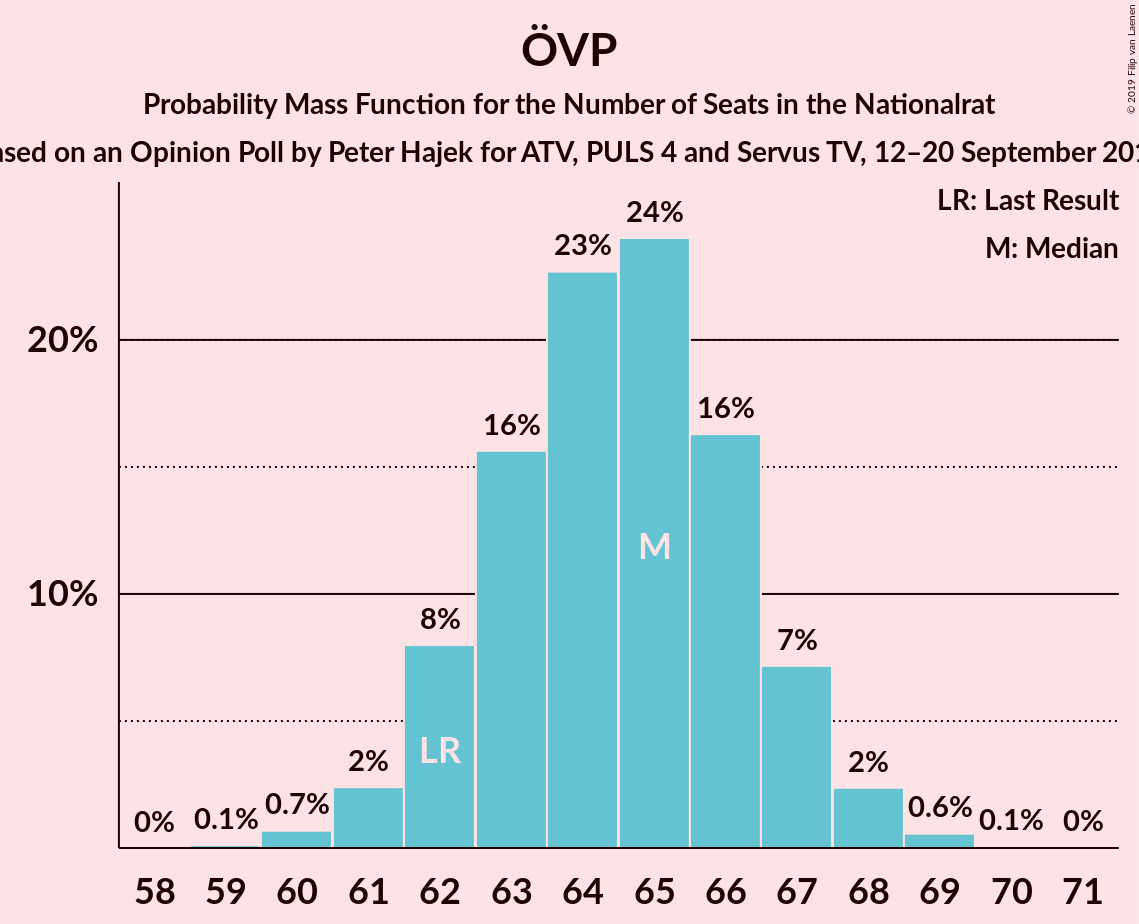 ÖVP
Probability Mass Function for the Number of Seats in the Nationalrat
ased on an Opinion Poll by Peter Hajek for ATV, PULS 4 and Servus TV, 12–20 September 201
© 2019 Filip van Laenen
LR: Last Result
M: Median
24%
23%
20%
16%
16%
M
10%
8%
7%
LR
2%
2%
0%
0.1%
0.7%
0.6%
0.1%
0%
58 59 60 61 62 63 64 65 66 67 68 69 70 71